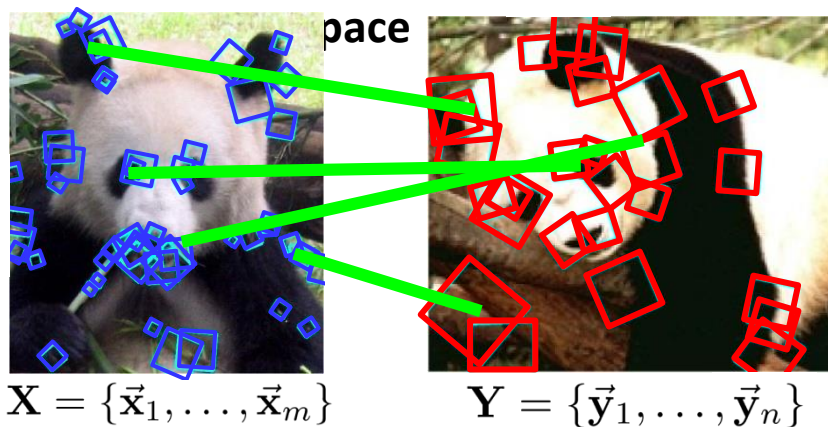 pace
X = {x⃗₁, . . . , x⃗ₘ}
Y = {y⃗₁, . . . , y⃗ₙ}